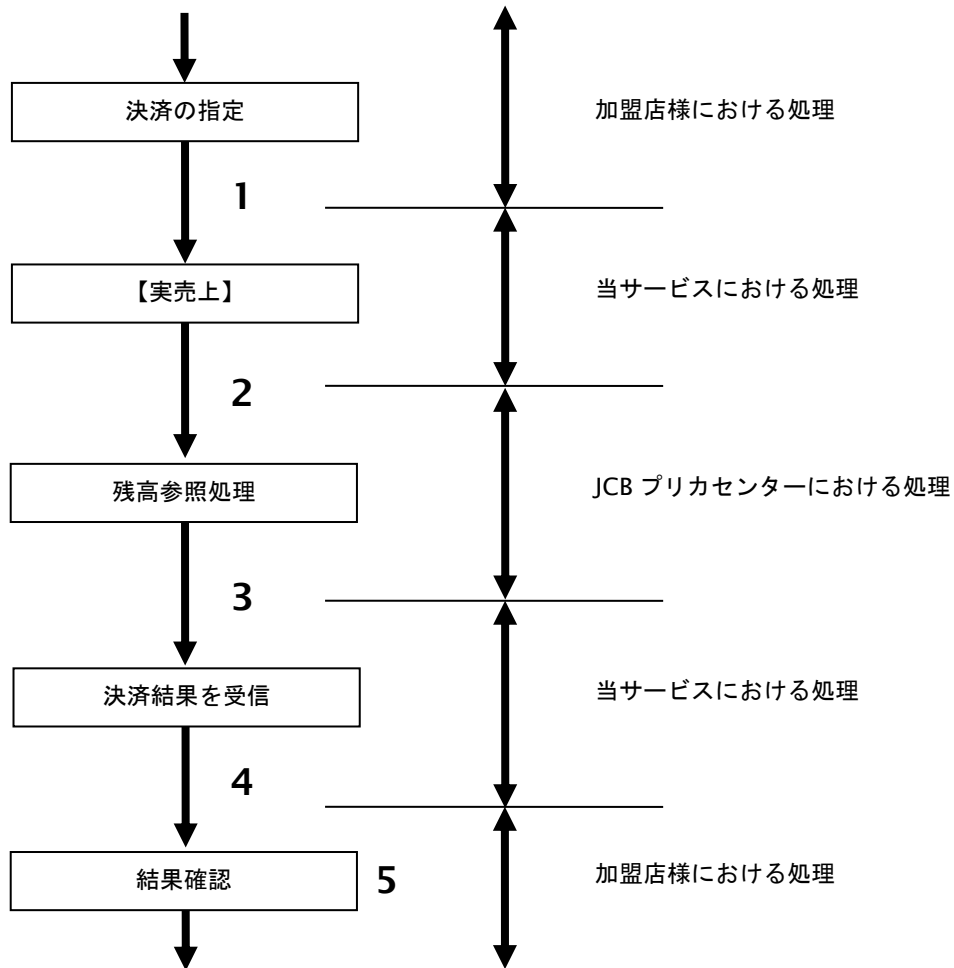 決済の指定
加盟店様における処理
1
【実売上】
当サービスにおける処理
2
残高参照処理
JCB プリカセンターにおける処理
3
決済結果を受信
当サービスにおける処理
4
結果確認
5
加盟店様における処理